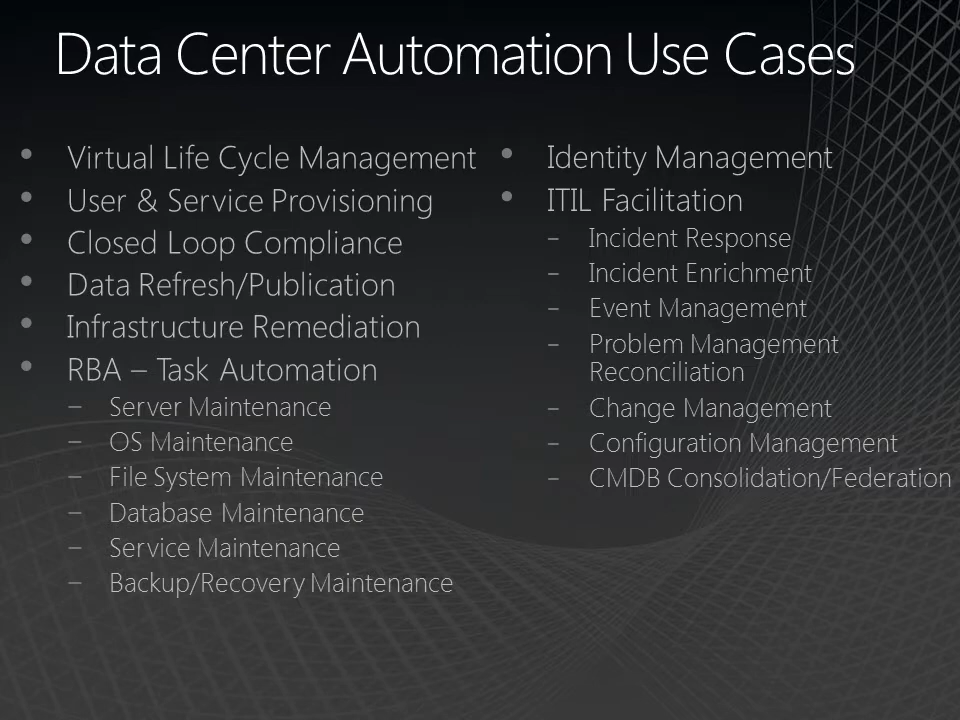 Data Center Automation Use Cases
• Virtual Life Cycle Management
• User & Service Provisioning
• Closed Loop Compliance
• Data Refresh/Publication
• Infrastructure Remediation
• RBA – Task Automation
– Server Maintenance
– OS Maintenance
– File System Maintenance
– Database Maintenance
– Service Maintenance
– Backup/Recovery Maintenance
• Identity Management
• ITIL Facilitation
– Incident Response
– Incident Enrichment
– Event Management
– Problem Management
Reconciliation
– Change Management
– Configuration Management
– CMDB Consolidation/Federation